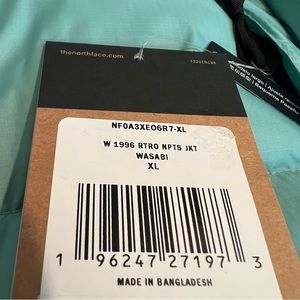 thenorthface.com
NF0A3XEO6R7-XL
W 1996 RTRO NPTS JKT
WASABI
XL
1 96247 27197 3
MADE IN BANGLADESH